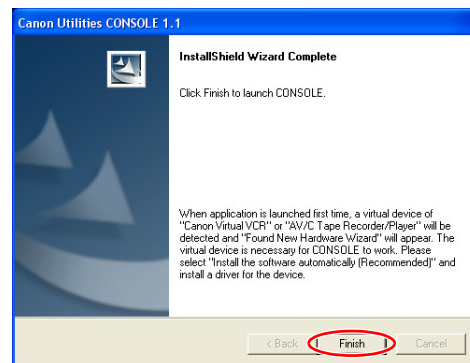 Canon Utilities CONSOLE 1.1
InstallShield Wizard Complete
Click Finish to launch CONSOLE.
When application is launched first time, a virtual device of
"Canon Virtual VCR" or "AV/C Tape Recorder/Player" will be
detected and "Found New Hardware Wizard" will appear. The
virtual device is necessary for CONSOLE to work. Please
select "Install the software automatically (Recommended)" and
install a driver for the device.
< Back Finish Cancel